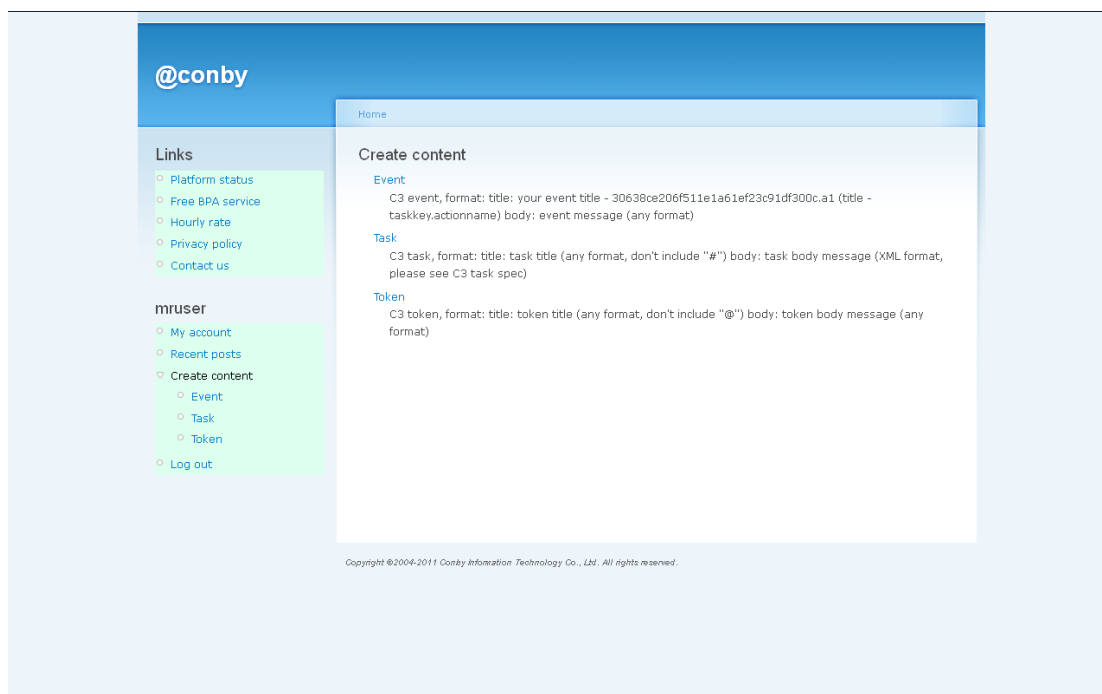 @conby
Home
Links
Platform status
Free BPA service
Hourly rate
Privacy policy
Contact us
mruser
My account
Recent posts
Create content
Event
Task
Token
Log out
Create content
Event
C3 event, format: title: your event title - 30638ce206f511e1a61ef23c91df300c.a1 (title -
taskkey.actionname) body: event message (any format)
Task
C3 task, format: title: task title (any format, don't include "#") body: task body message (XML format,
please see C3 task spec)
Token
C3 token, format: title: token title (any format, don't include "@") body: token body message (any
format)
Copyright ©2004-2011 Conby Information Technology Co., Ltd. All rights reserved.